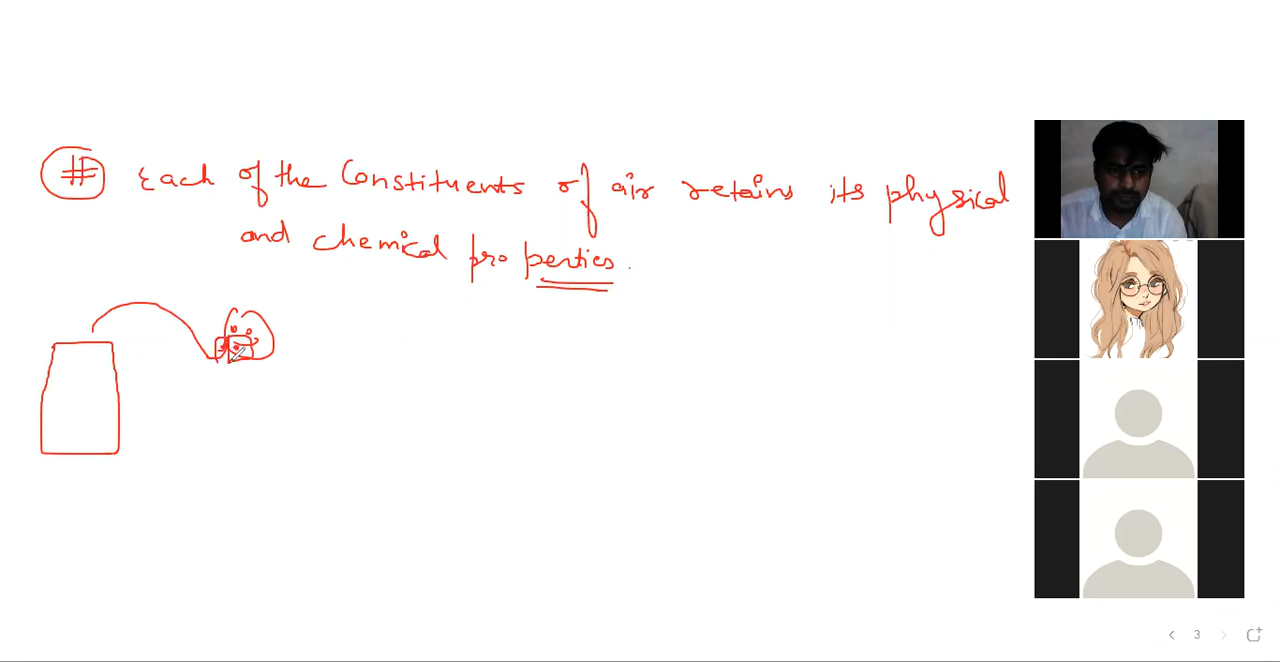 # Each of the Constituents of air retains its physical
and chemical properties.
3